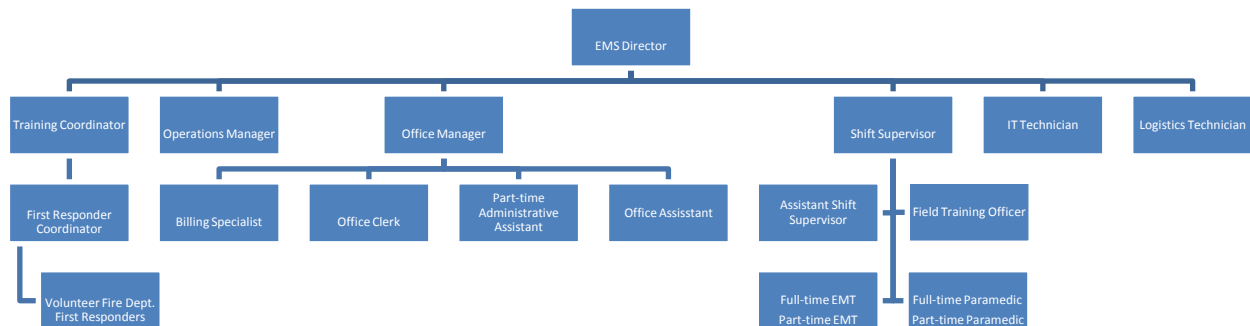 EMS Director
Training Coordinator
Operations Manager
Office Manager
Shift Supervisor
IT Technician
Logistics Technician
First Responder
Coordinator
Billing Specialist
Office Clerk
Part-time
Administrative
Assistant
Office Assisstant
Assistant Shift
Supervisor
Field Training Officer
Volunteer Fire Dept.
First Responders
Full-time EMT
Part-time EMT
Full-time Paramedic
Part-time Paramedic